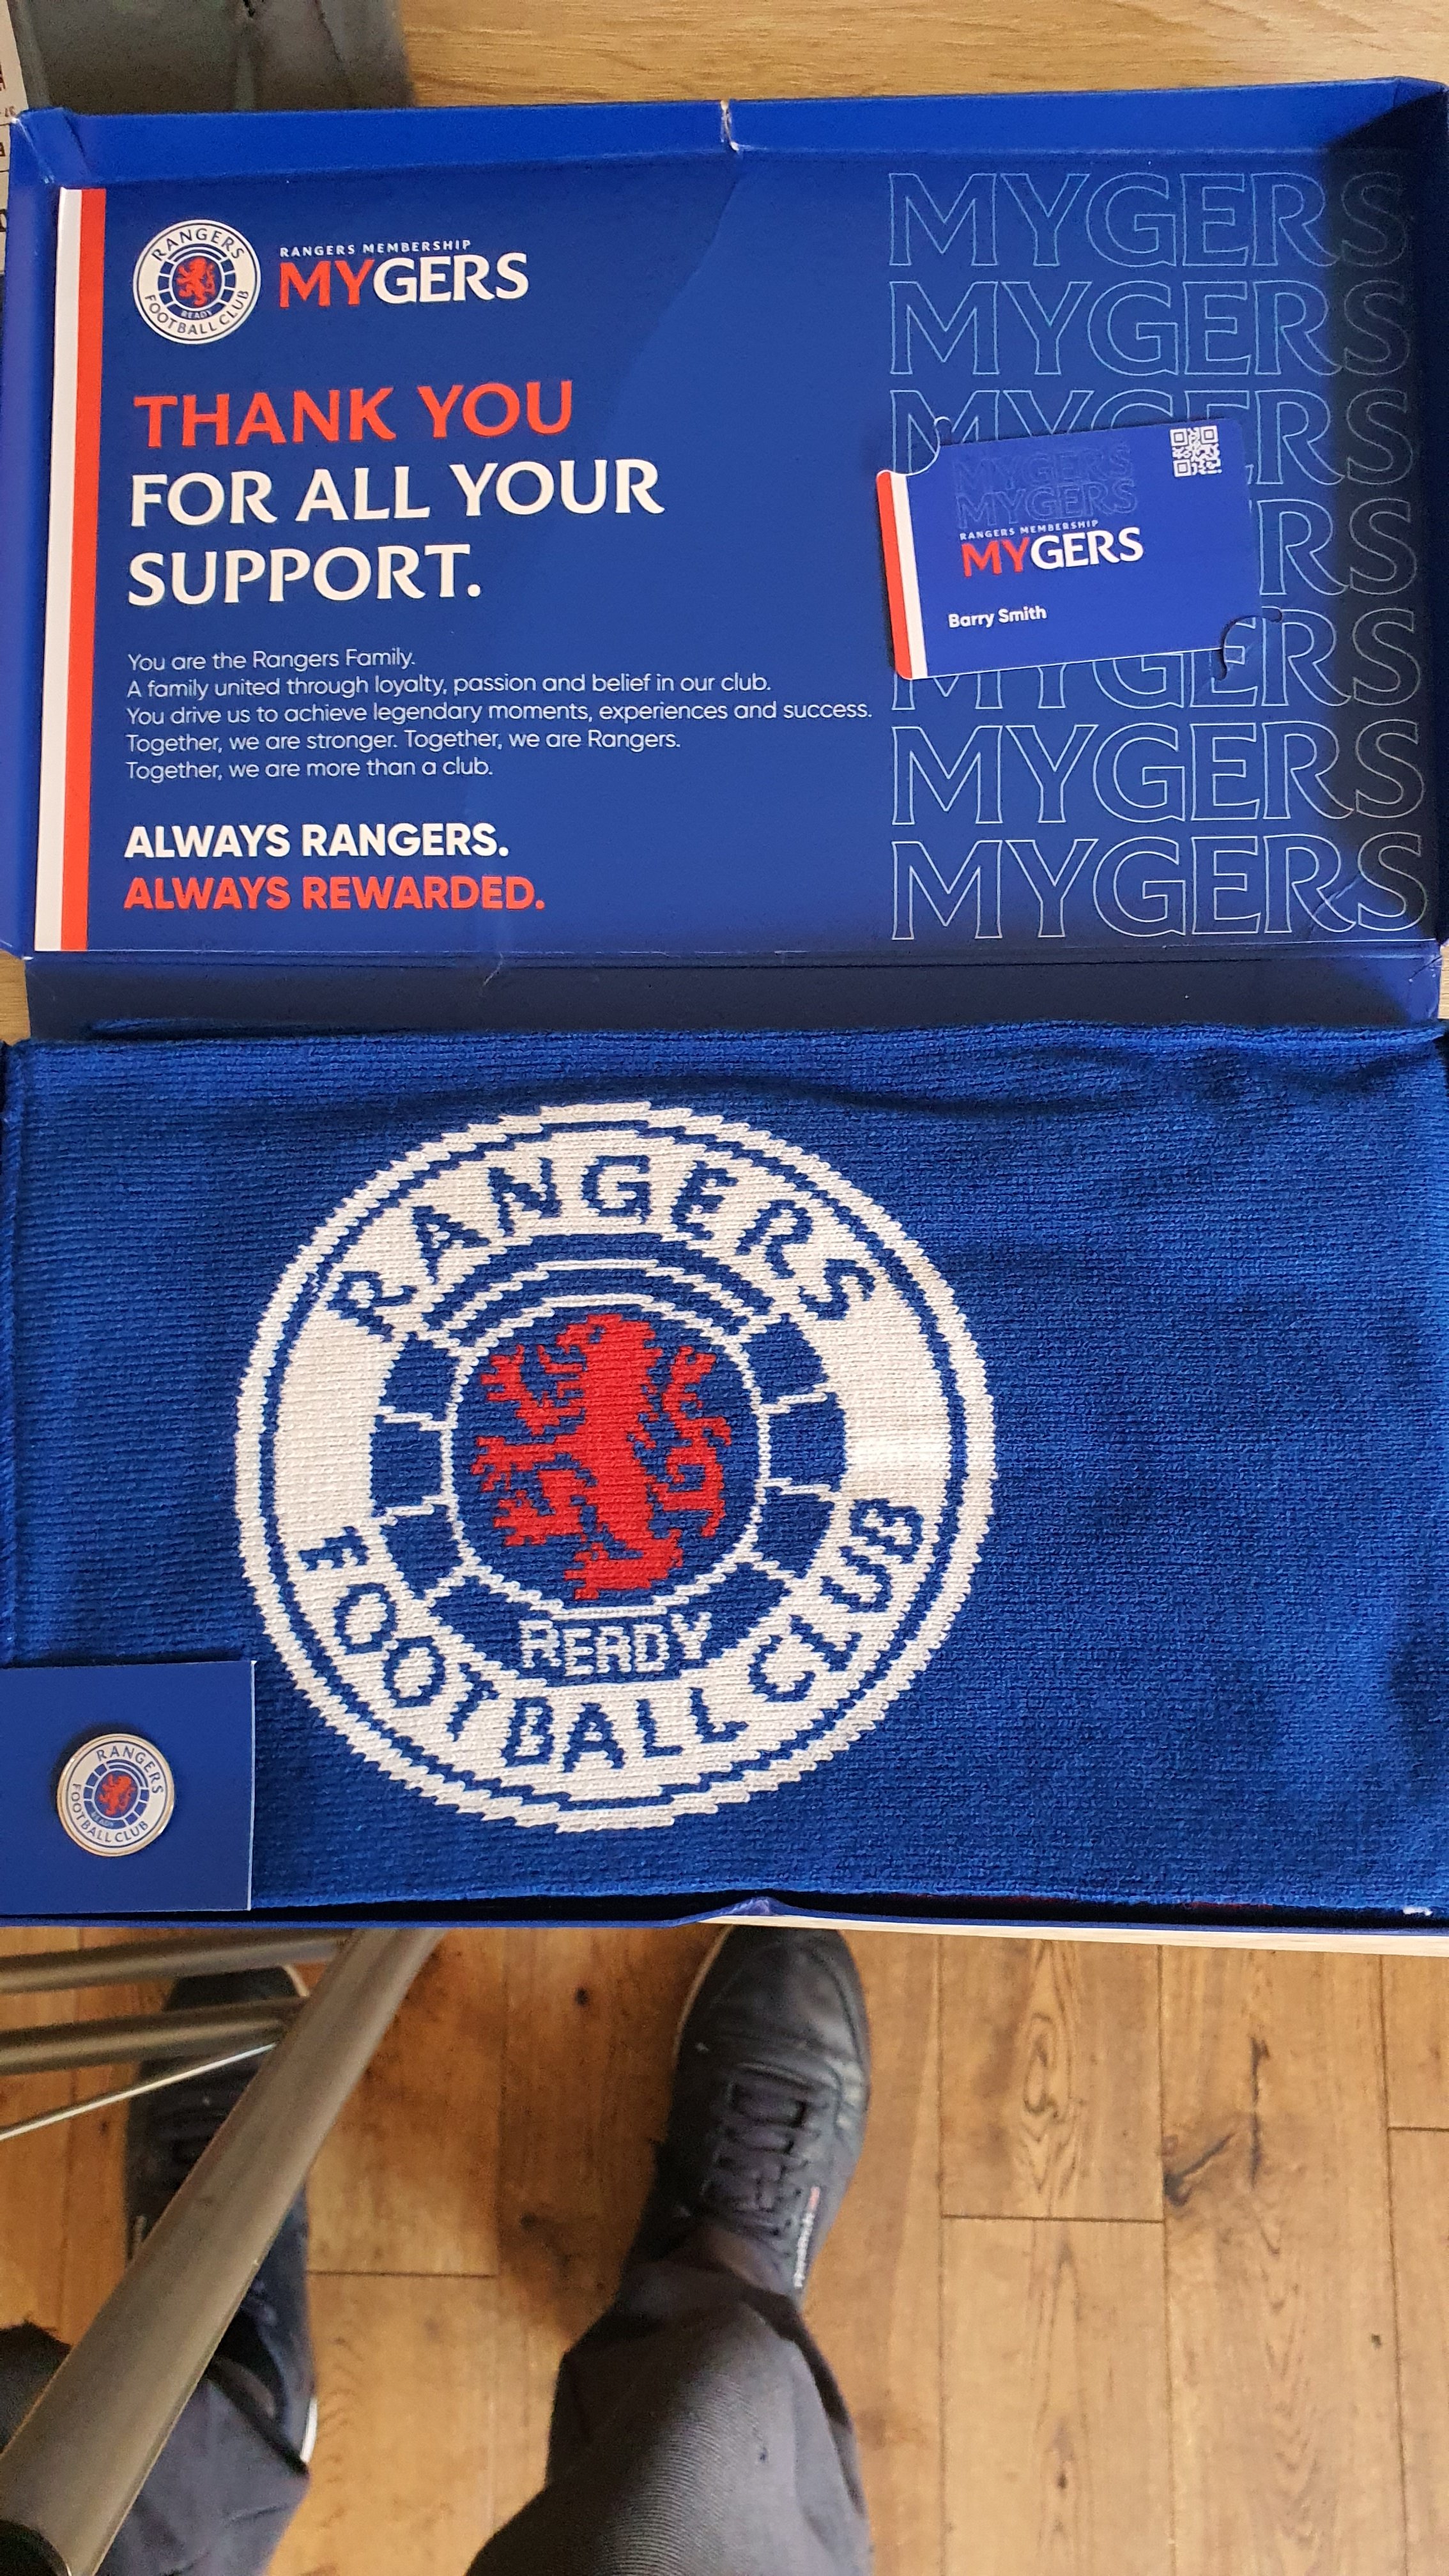 RANGERS
FOOTBALL CLUB
READY
RANGERS MEMBERSHIP
MYGERS
THANK YOU
FOR ALL YOUR
SUPPORT.
You are the Rangers Family.
A family united through loyalty, passion and belief in our club.
You drive us to achieve legendary moments, experiences and success.
Together, we are stronger. Together, we are Rangers.
Together, we are more than a club.
ALWAYS RANGERS.
ALWAYS REWARDED.
MYGERS
MYGERS
MYGERS
RS
MYGERS
MYGERS
MYGERS
MYGERS
MYGERS
RANGERS MEMBERSHIP
MYGERS
Barry Smith
RANGERS
READY
FOOTBALL CLUB
RANGERS
READY
FOOTBALL CLUB